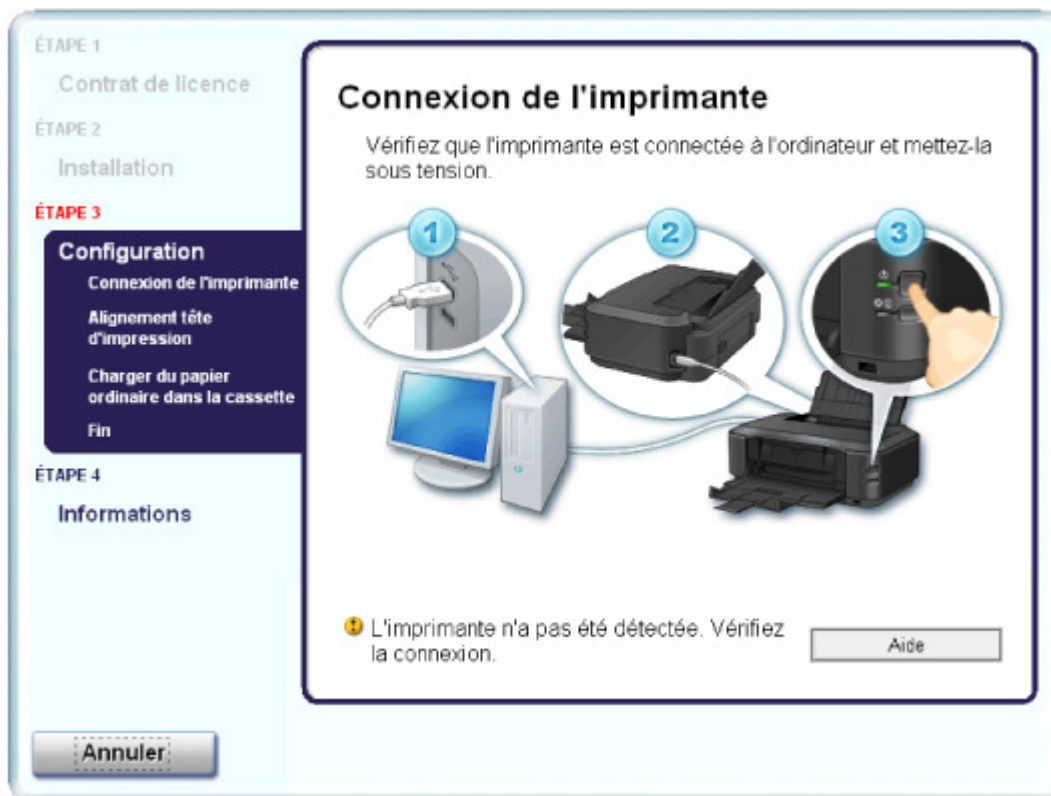 ÉTAPE 1
Contrat de licence
ÉTAPE 2
Installation
ÉTAPE 3
Configuration
Connexion de l'imprimante
Alignement tête
d'impression
Charger du papier
ordinaire dans la cassette
Fin
ÉTAPE 4
Informations
Annuler
Connexion de l'imprimante
Vérifiez que l'imprimante est connectée à l'ordinateur et mettez-la
sous tension.
1
2
3
L'imprimante n'a pas été détectée. Vérifiez
la connexion.
Aide